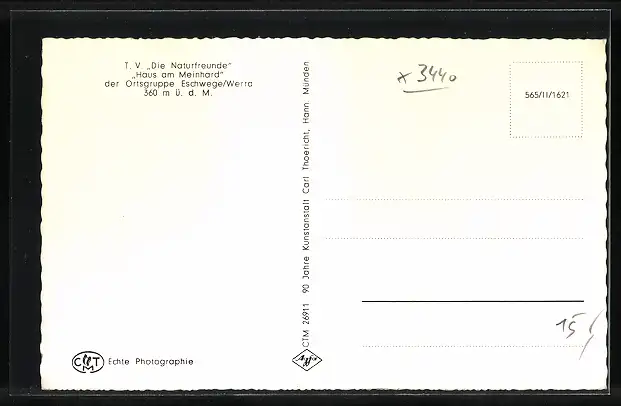 T. V. „Die Naturfreunde"
„Haus am Meinhard"
der Ortsgruppe Eschwege/Werra
360 m ü. d. M.
x 3440
565/II/1621
CTM 26911 90 Jahre Kunstanstalt Carl Thoericht, Hann. Münden
15
CTM Echte Photographie